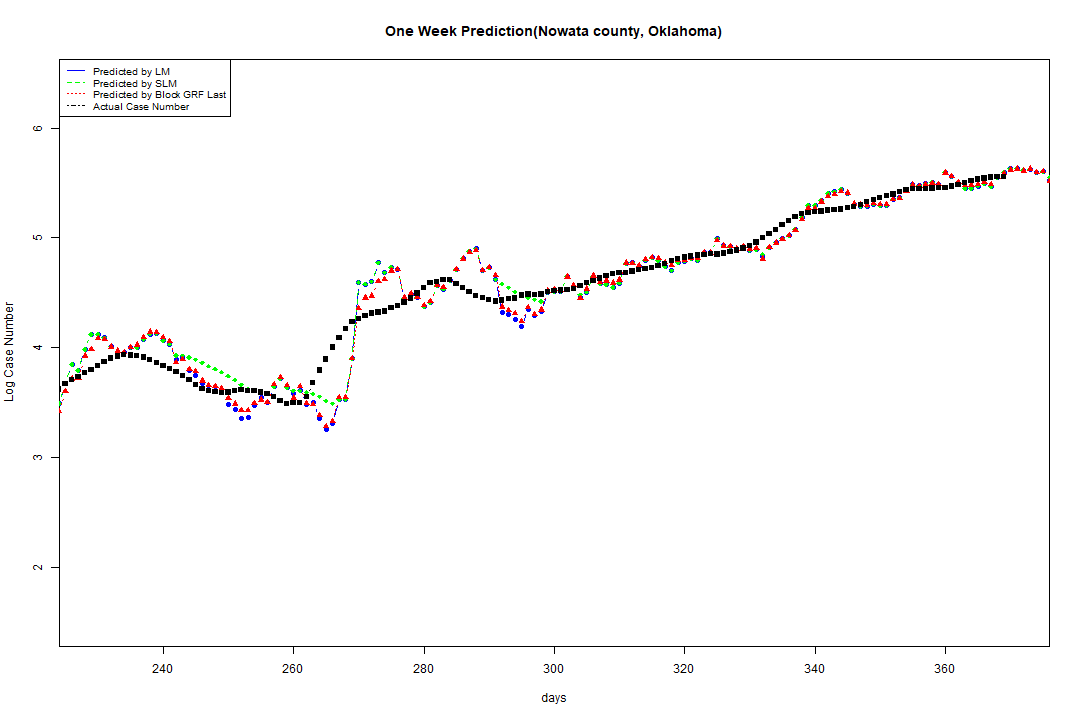 One Week Prediction(Nowata county, Oklahoma)
Predicted by LM
Predicted by SLM
Predicted by Block GRF Last
Actual Case Number
6
5
4
3
2
Log Case Number
240 260 280 300 320 340 360
days